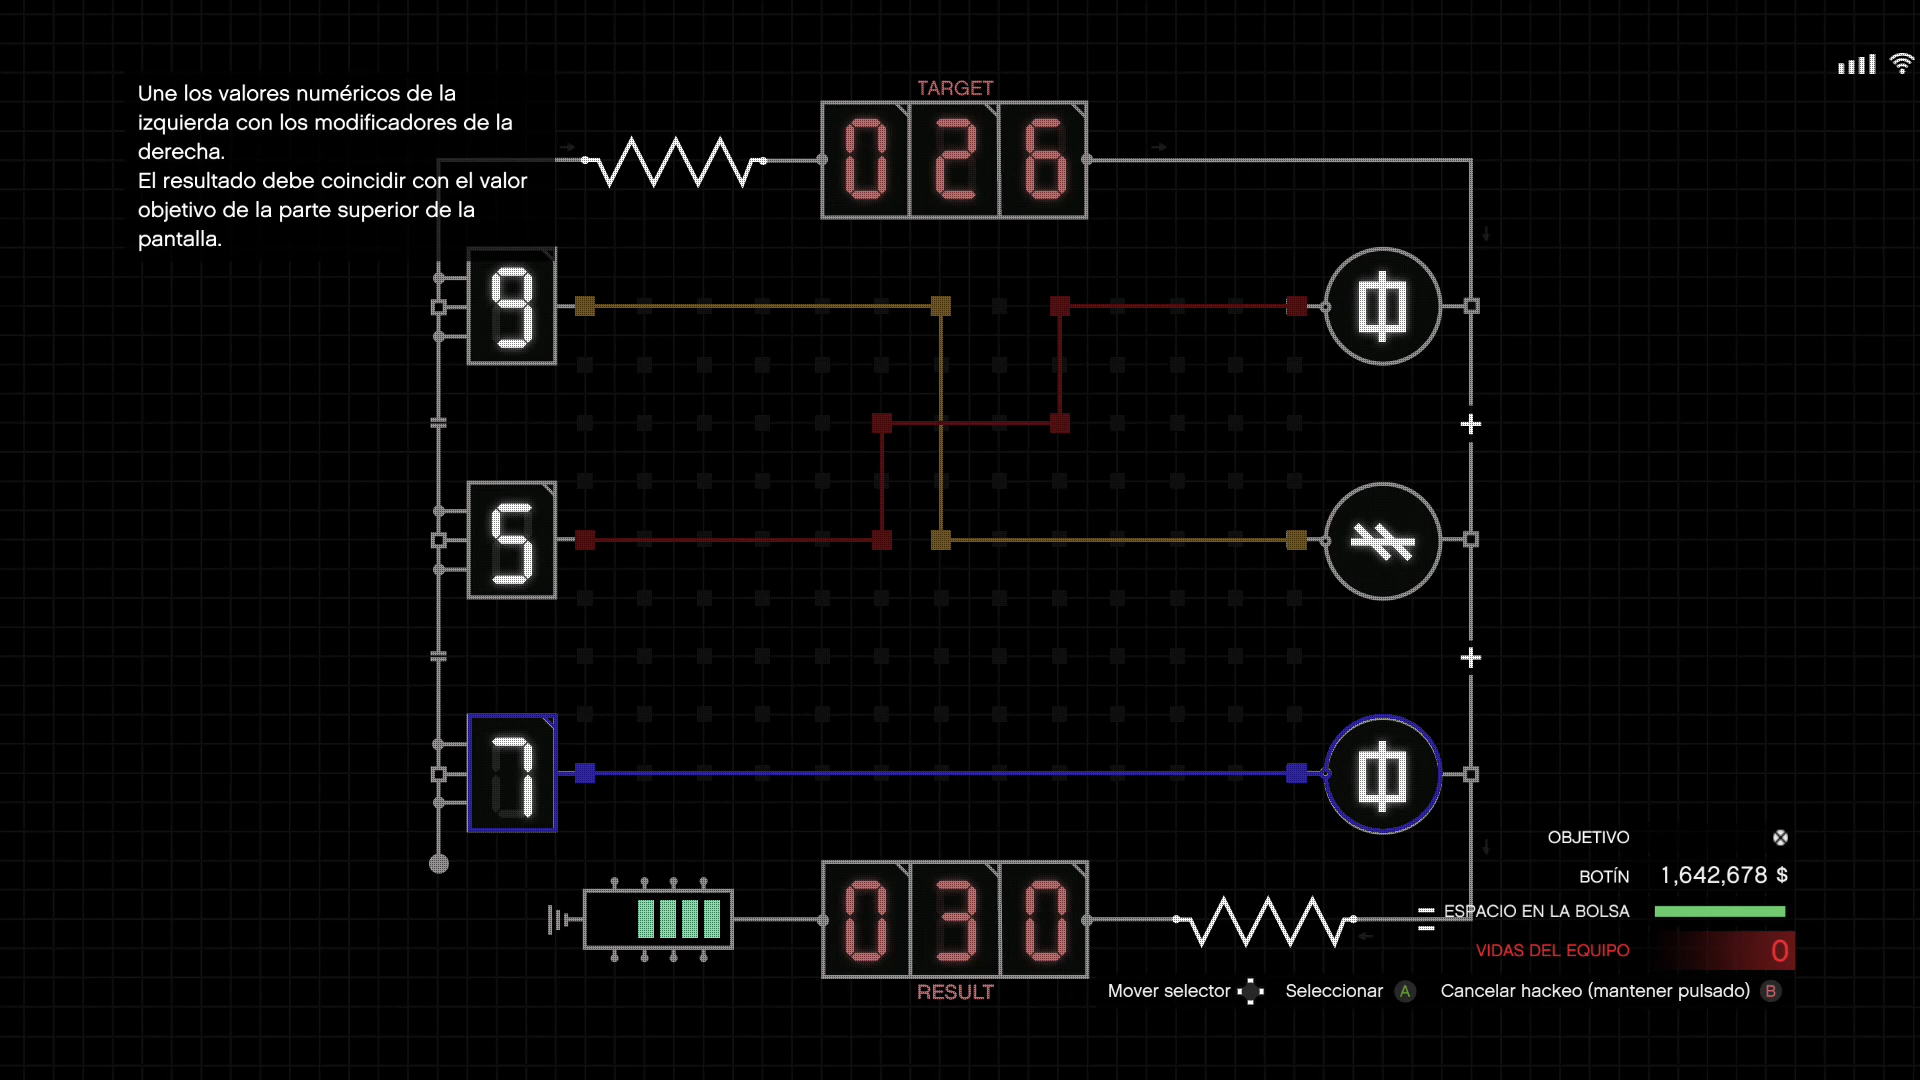 TARGET
Une los valores numéricos de la
izquierda con los modificadores de la
derecha.
El resultado debe coincidir con el valor
objetivo de la parte superior de la
pantalla.
026
9
5
+
+
7
OBJETIVO
BOTÍN 1,642,678 $
ESPACIO EN LA BOLSA
VIDAS DEL EQUIPO 0
030
RESULT
Mover selector Seleccionar A Cancelar hackeo (mantener pulsado) B